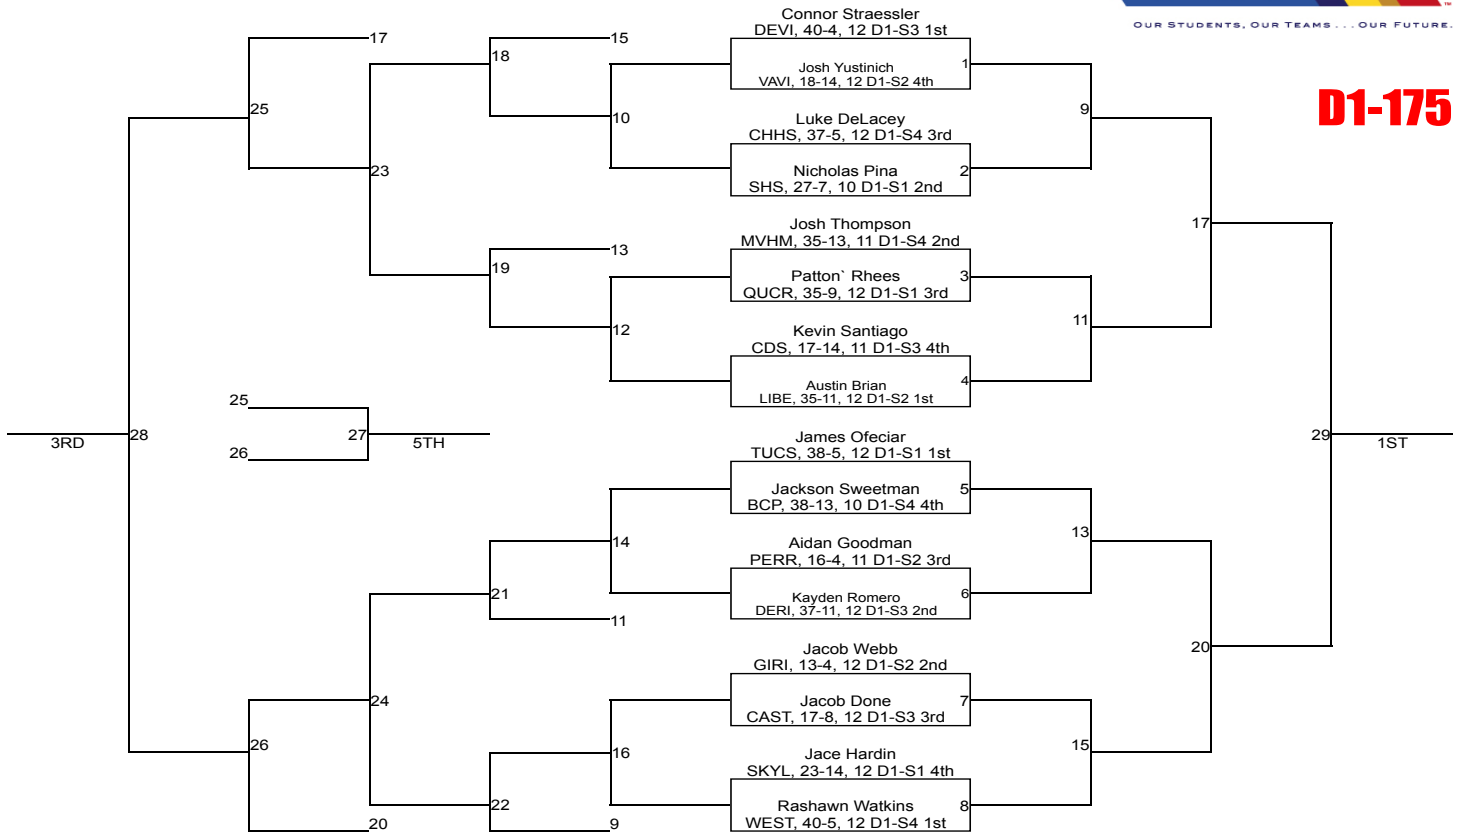 OUR STUDENTS, OUR TEAMS . . . OUR FUTURE.
D1-175
Connor Straessler
DEVI, 40-4, 12 D1-S3 1st
Josh Yustinich
VAVI, 18-14, 12 D1-S2 4th
1
Luke DeLacey
CHHS, 37-5, 12 D1-S4 3rd
Nicholas Pina
SHS, 27-7, 10 D1-S1 2nd
2
Josh Thompson
MVHM, 35-13, 11 D1-S4 2nd
Patton` Rhees
QUCR, 35-9, 12 D1-S1 3rd
3
Kevin Santiago
CDS, 17-14, 11 D1-S3 4th
Austin Brian
LIBE, 35-11, 12 D1-S2 1st
4
James Ofeciar
TUCS, 38-5, 12 D1-S1 1st
Jackson Sweetman
BCP, 38-13, 10 D1-S4 4th
5
Aidan Goodman
PERR, 16-4, 11 D1-S2 3rd
Kayden Romero
DERI, 37-11, 12 D1-S3 2nd
6
Jacob Webb
GIRI, 13-4, 12 D1-S2 2nd
Jacob Done
CAST, 17-8, 12 D1-S3 3rd
7
Jace Hardin
SKYL, 23-14, 12 D1-S1 4th
Rashawn Watkins
WEST, 40-5, 12 D1-S4 1st
8
9
11
13
15
17
20
29
1ST
15
10
13
12
14
11
16
9
18
19
21
22
17
23
24
20
25
26
25
26
27
5TH
28
3RD